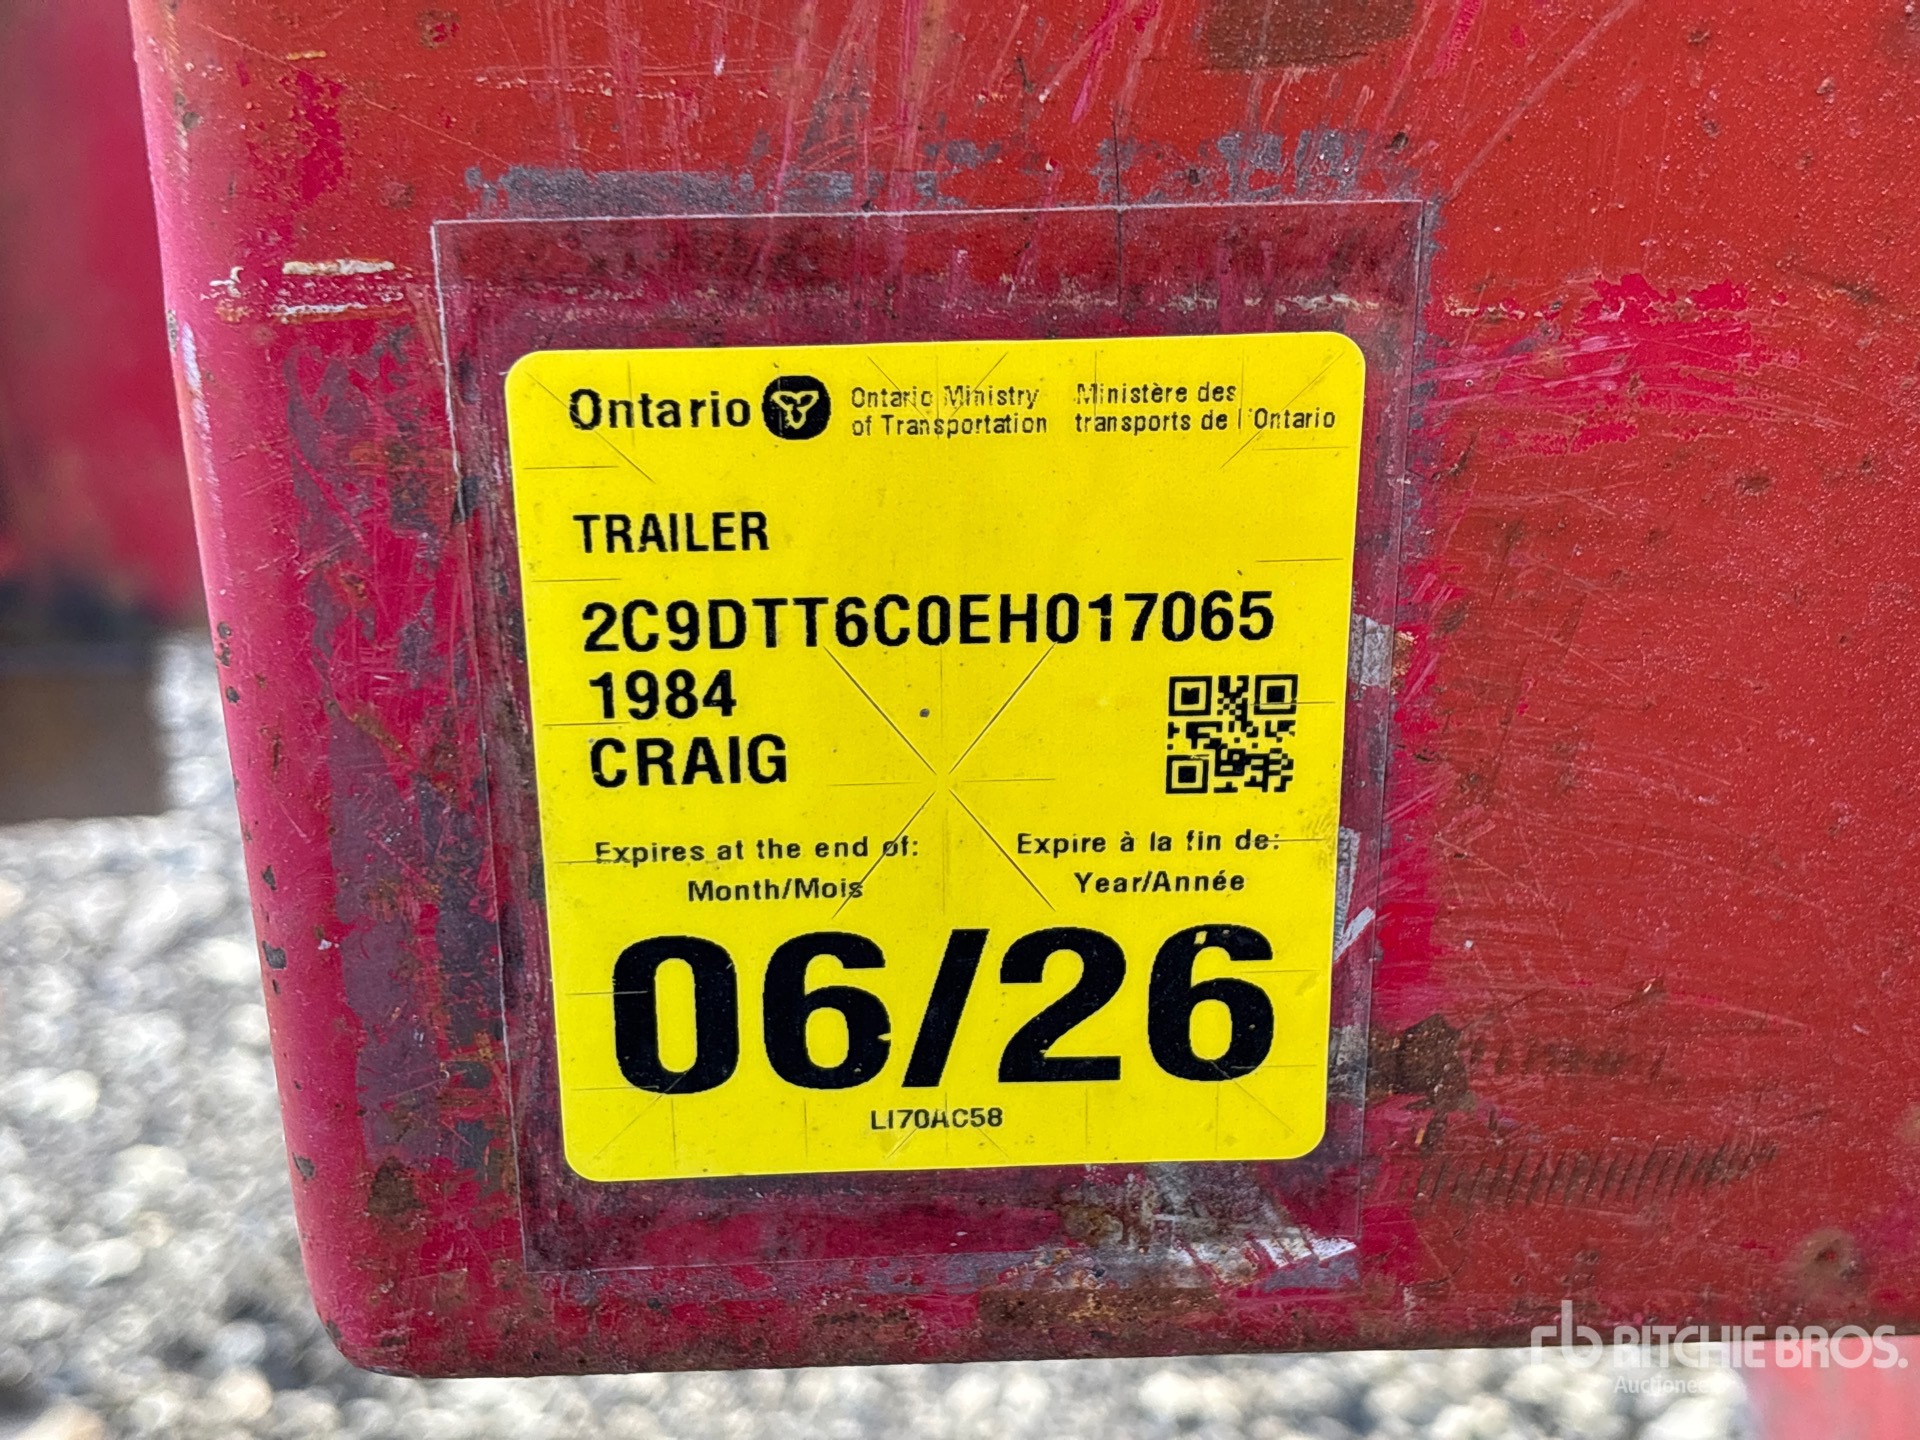 Ontario
Ontario Ministry
of Transportation
Ministère des
transports de l'Ontario
TRAILER
2C9DTT6C0EH017065
1984
CRAIG
Expires at the end of:
Expire à la fin de:
Month/Mois
Year/Année
06/26
LI70AC58
rb RITCHIE BROS.
Auctioneers